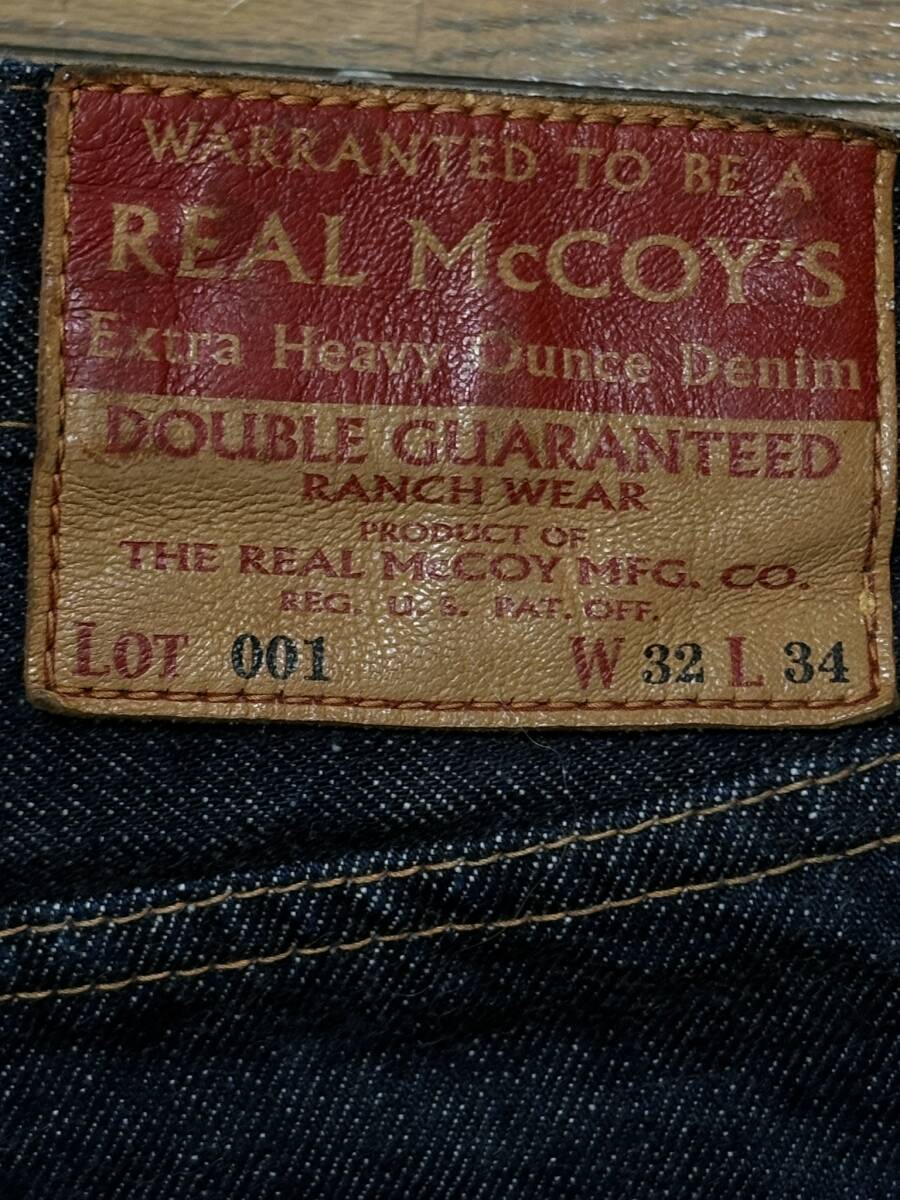 WARRANTED TO BE A
REAL McCOY'S
Extra Heavy Ounce Denim
DOUBLE GUARANTEED
RANCH WEAR
PRODUCT OF
THE REAL McCOY MFG. CO.
REG. U. S. PAT. OFF.
LOT 001 W 32 L 34